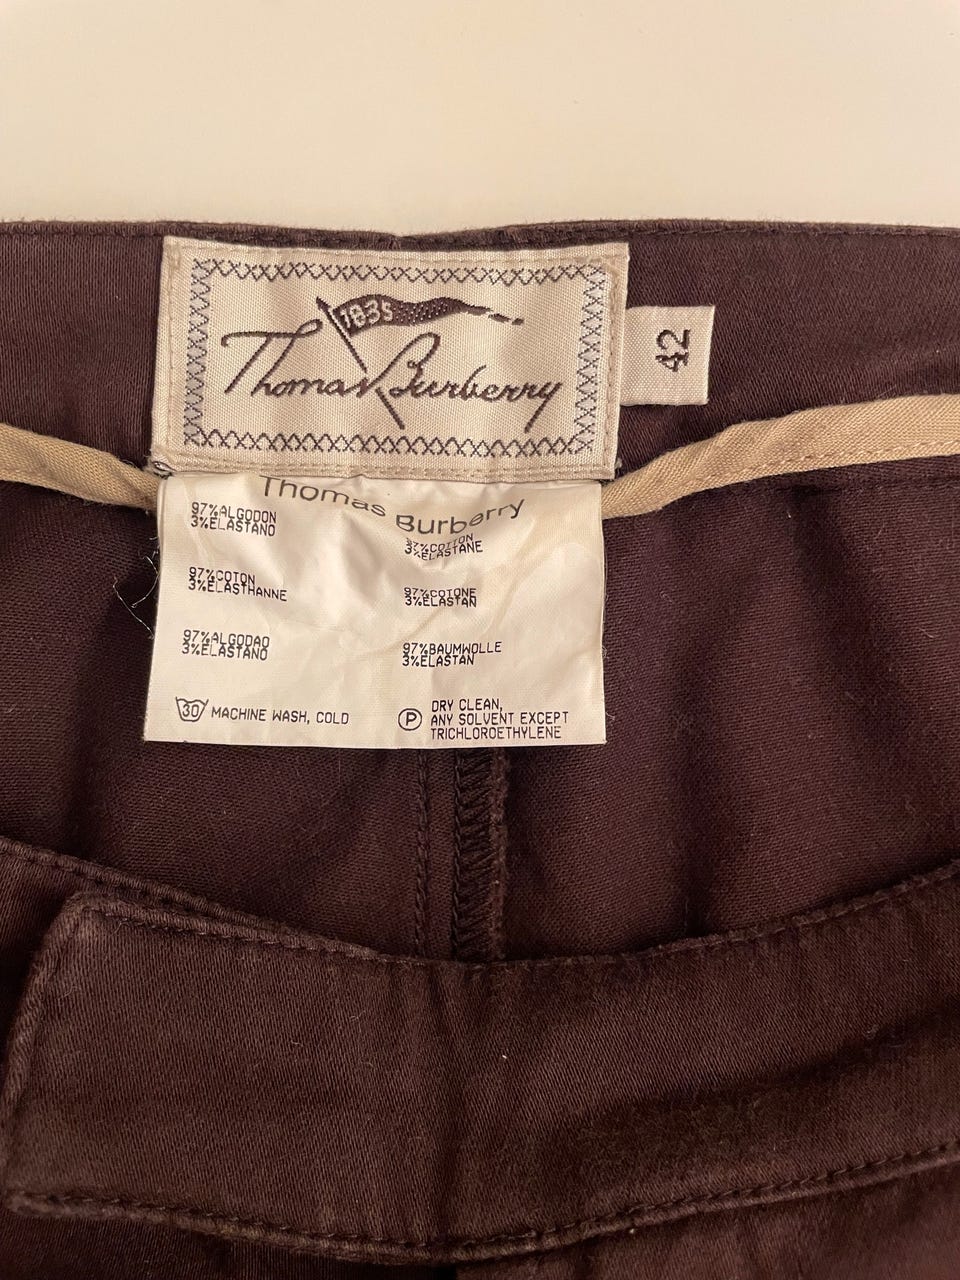 1835
Thomas Burberry
42
Thomas Burberry
97%ALGODON
3%ELASTANO
97%COTTON
3%ELASTANE
97%COTON
3%ELASTHANNE
97%COTONE
3%ELASTAN
97%ALGODAO
3%ELASTANO
97%BAUMWOLLE
3%ELASTAN
30 MACHINE WASH, COLD
P DRY CLEAN,
ANY SOLVENT EXCEPT
TRICHLOROETHYLENE